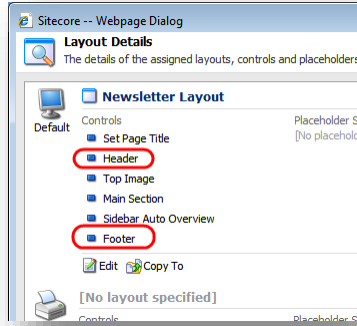 Sitecore -- Webpage Dialog
Layout Details
The details of the assigned layouts, controls and placeholders
Default
Newsletter Layout
Controls
Placeholder S
Set Page Title
[No placehol
Header
Top Image
Main Section
Sidebar Auto Overview
Footer
Edit Copy To
[No layout specified]
Controls
Placeholder S